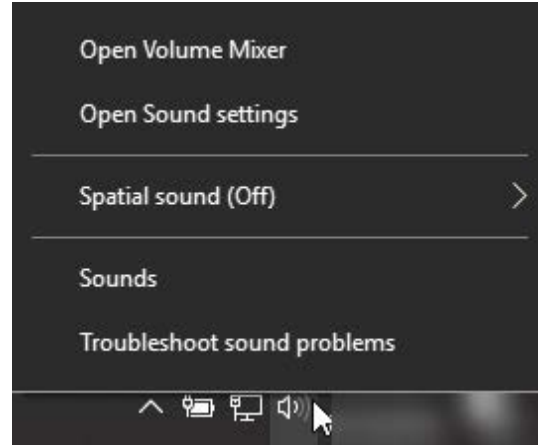 Open Volume Mixer
Open Sound settings
Spatial sound (Off)
Sounds
Troubleshoot sound problems